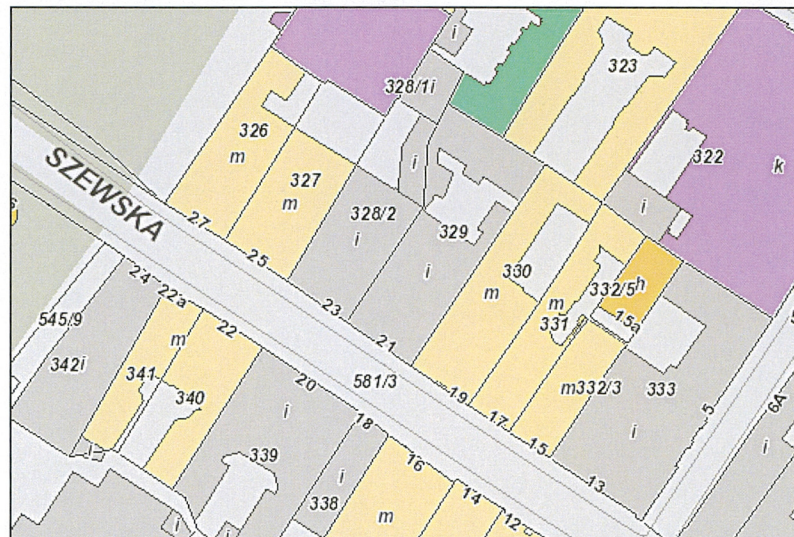 i
323
328/1i
322
326
m
k
SZEWSKA
327
m
i
i
328/2
i
329
27
25
i
330
m
m
331
332/5
h
15a
24
22a
22
23
21
545/9
342i
m
341
340
20
581/3
19
17
15
m332/3
333
5
6A
i
i
i
18
16
13
i
339
i
338
14
12
m
i
i
i